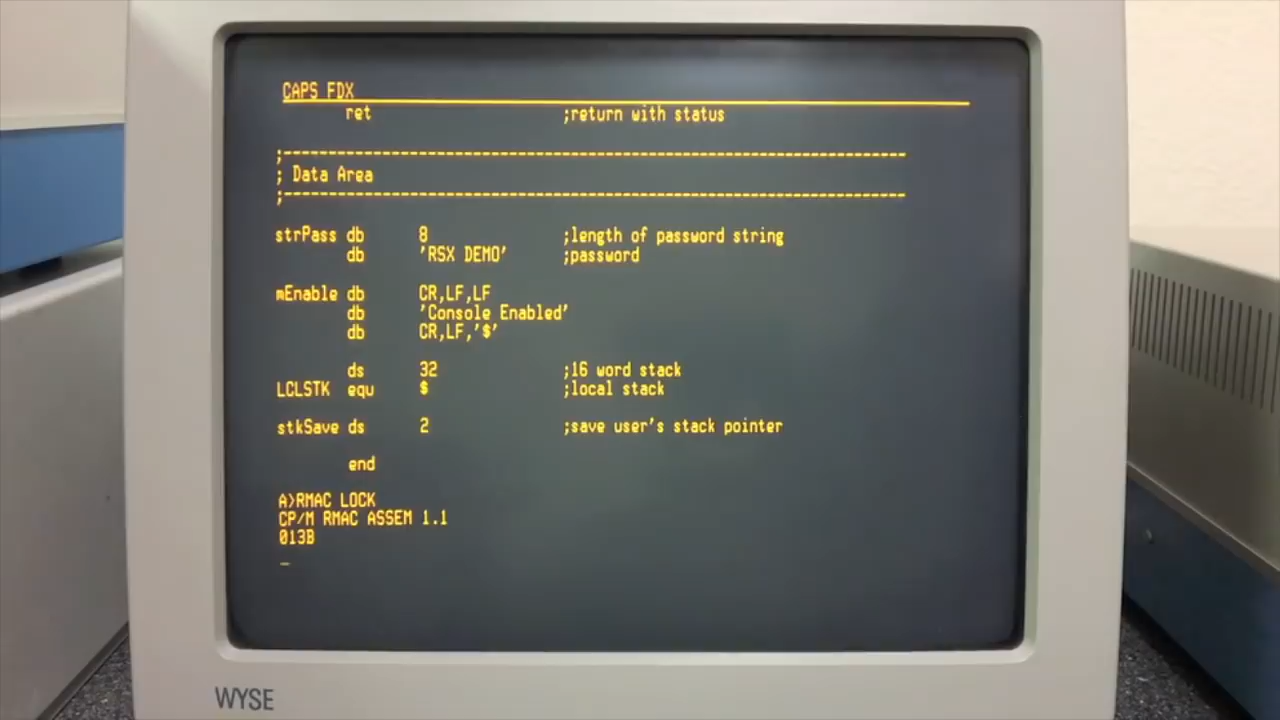 CAPS FDX
ret ;return with status
;---------------------------------------------------------------------
; Data Area
;---------------------------------------------------------------------
strPass db 8 ;length of password string
db 'RSX DEMO' ;password
mEnable db CR,LF,LF
db 'Console Enabled'
db CR,LF,'$'
ds 32 ;16 word stack
LCLSTK equ $ ;local stack
stkSave ds 2 ;save user's stack pointer
end
A>RMAC LOCK
CP/M RMAC ASSEM 1.1
013B
_
WYSE